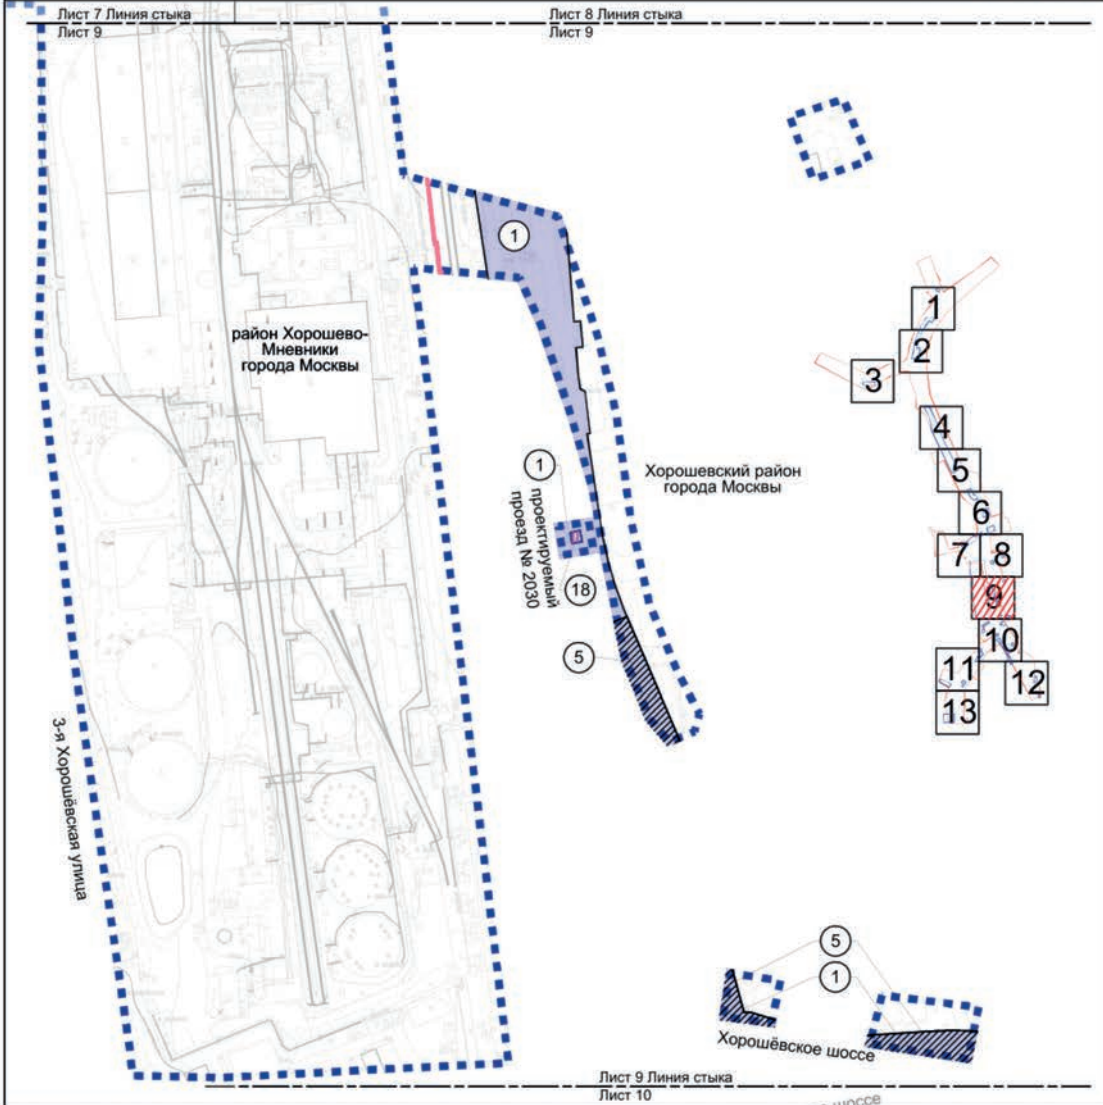 Лист 7 Линия стыка
Лист 9
Лист 8 Линия стыка
Лист 9
1
район Хорошево-
Мневники
города Москвы
1
2
3
4
5
6
7
8
9
10
11
12
13
Хорошевский район
города Москвы
1
проектируемый
проезд № 2030
18
5
3-я Хорошёвская улица
5
1
Хорошёвское шоссе
Лист 9 Линия стыка
Лист 10
шоссе